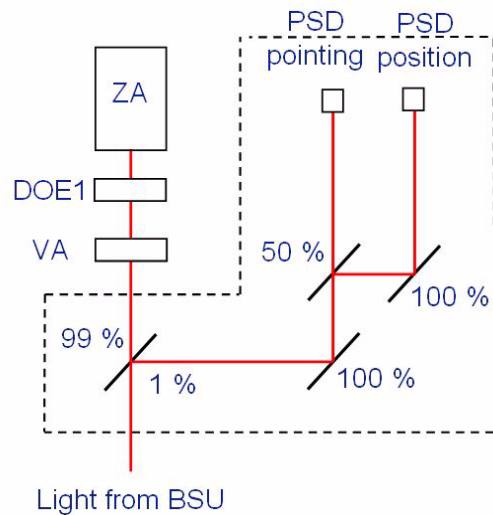 PSD PSD
pointing position
ZA
DOE1
VA
50 %
100 %
99 %
1 %
100 %
Light from BSU